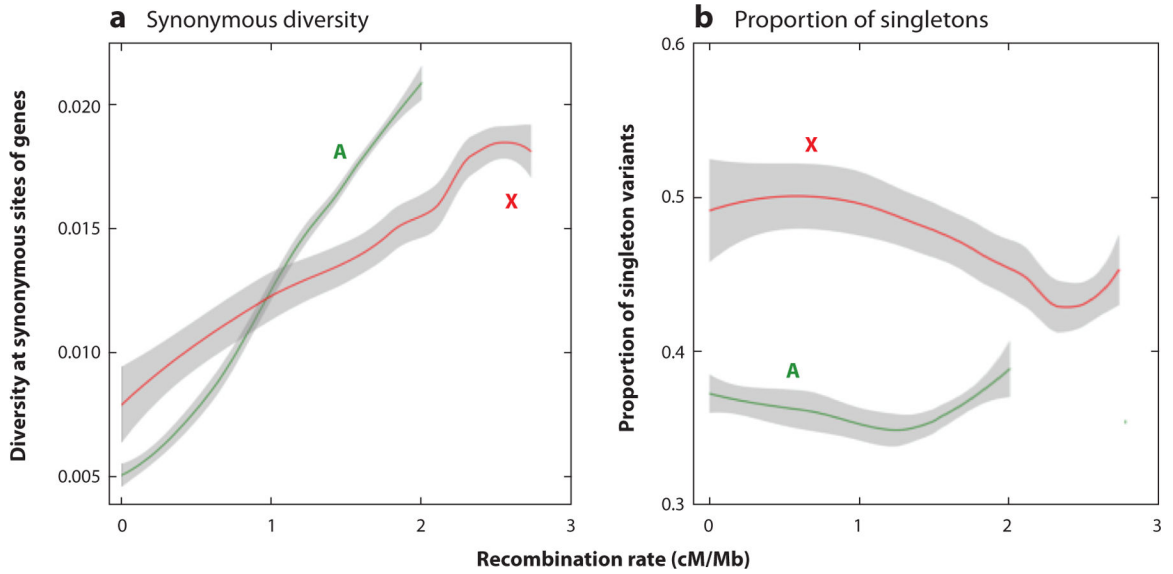 a Synonymous diversity
Diversity at synonymous sites of genes
0.020
0.015
0.010
0.005
A
X
0
1
2
3
b Proportion of singletons
Proportion of singleton variants
0.6
0.5
0.4
0.3
X
A
0
1
2
3
Recombination rate (cM/Mb)